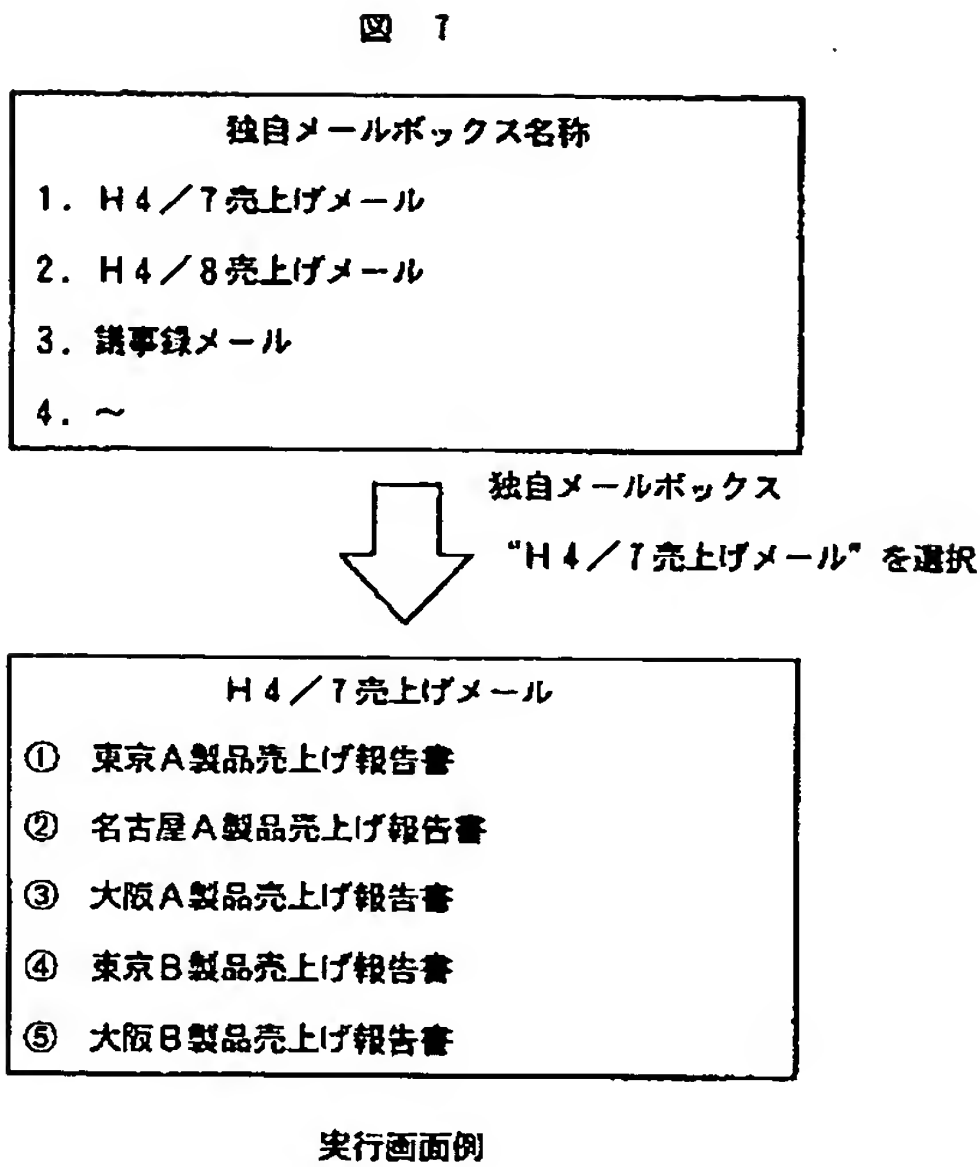 図 7
独自メールボックス名称
1. H4/7売上げメール
2. H4/8売上げメール
3. 議事録メール
4. ~
独自メールボックス
“H4/7売上げメール”を選択
H4/7売上げメール
① 東京A製品売上げ報告書
② 名古屋A製品売上げ報告書
③ 大阪A製品売上げ報告書
④ 東京B製品売上げ報告書
⑤ 大阪B製品売上げ報告書
実行画面例